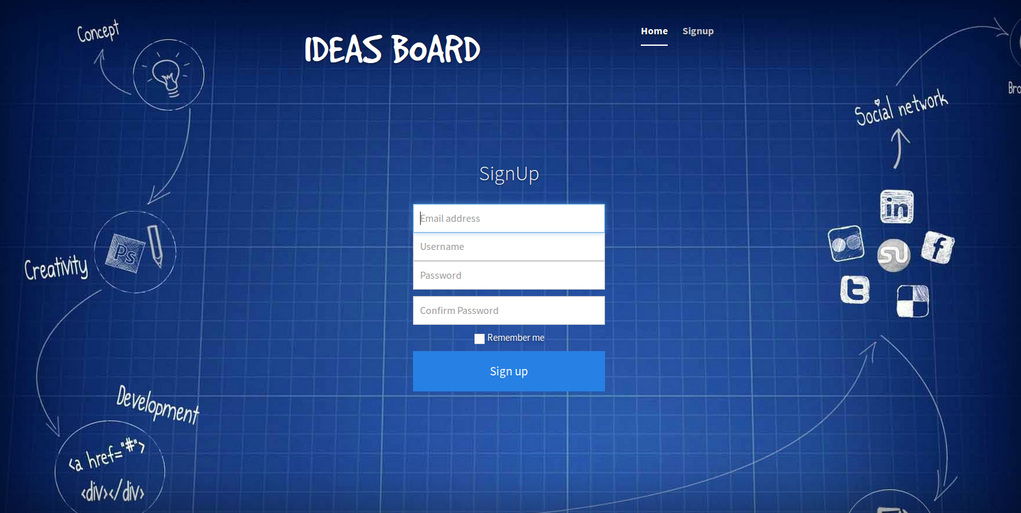 Concept
IDEAS BOARD
Home
Signup
Social network
SignUp
Email address
Username
Password
Confirm Password
Remember me
Sign up
in
f
t
su
Ps
Creativity
Development
<a href="#">
<div></div>